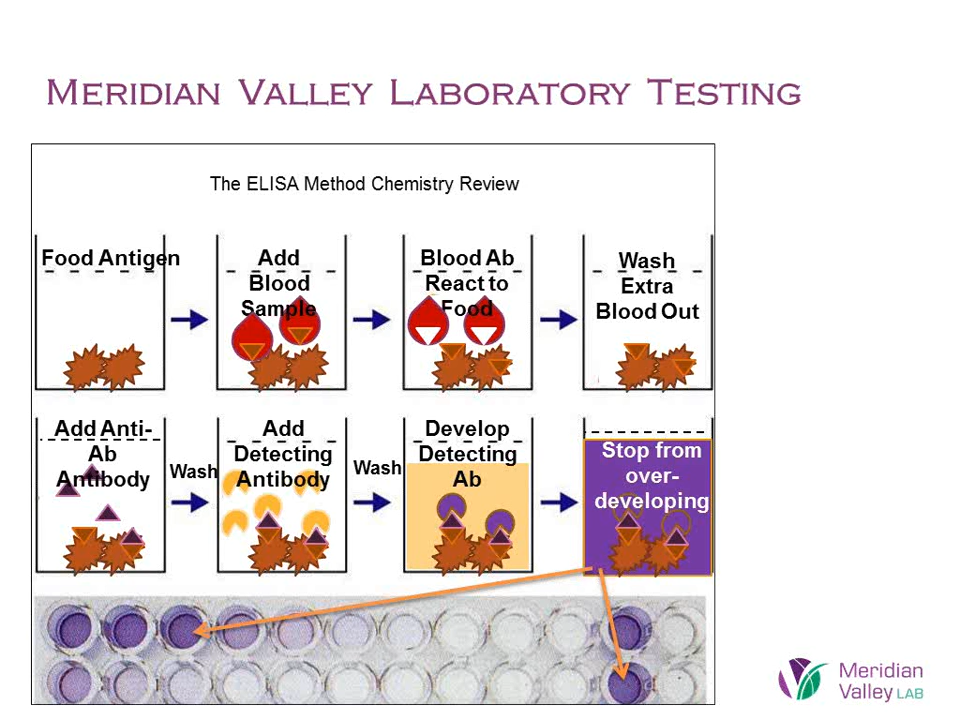 MERIDIAN VALLEY LABORATORY TESTING
The ELISA Method Chemistry Review
Food Antigen
Add
Blood
Sample
Blood Ab
React to
Food
Wash
Extra
Blood Out
Add Anti-
Ab
Antibody
Wash
Add
Detecting
Antibody
Wash
Develop
Detecting
Ab
Stop from
over-
developing
Meridian
Valley LAB